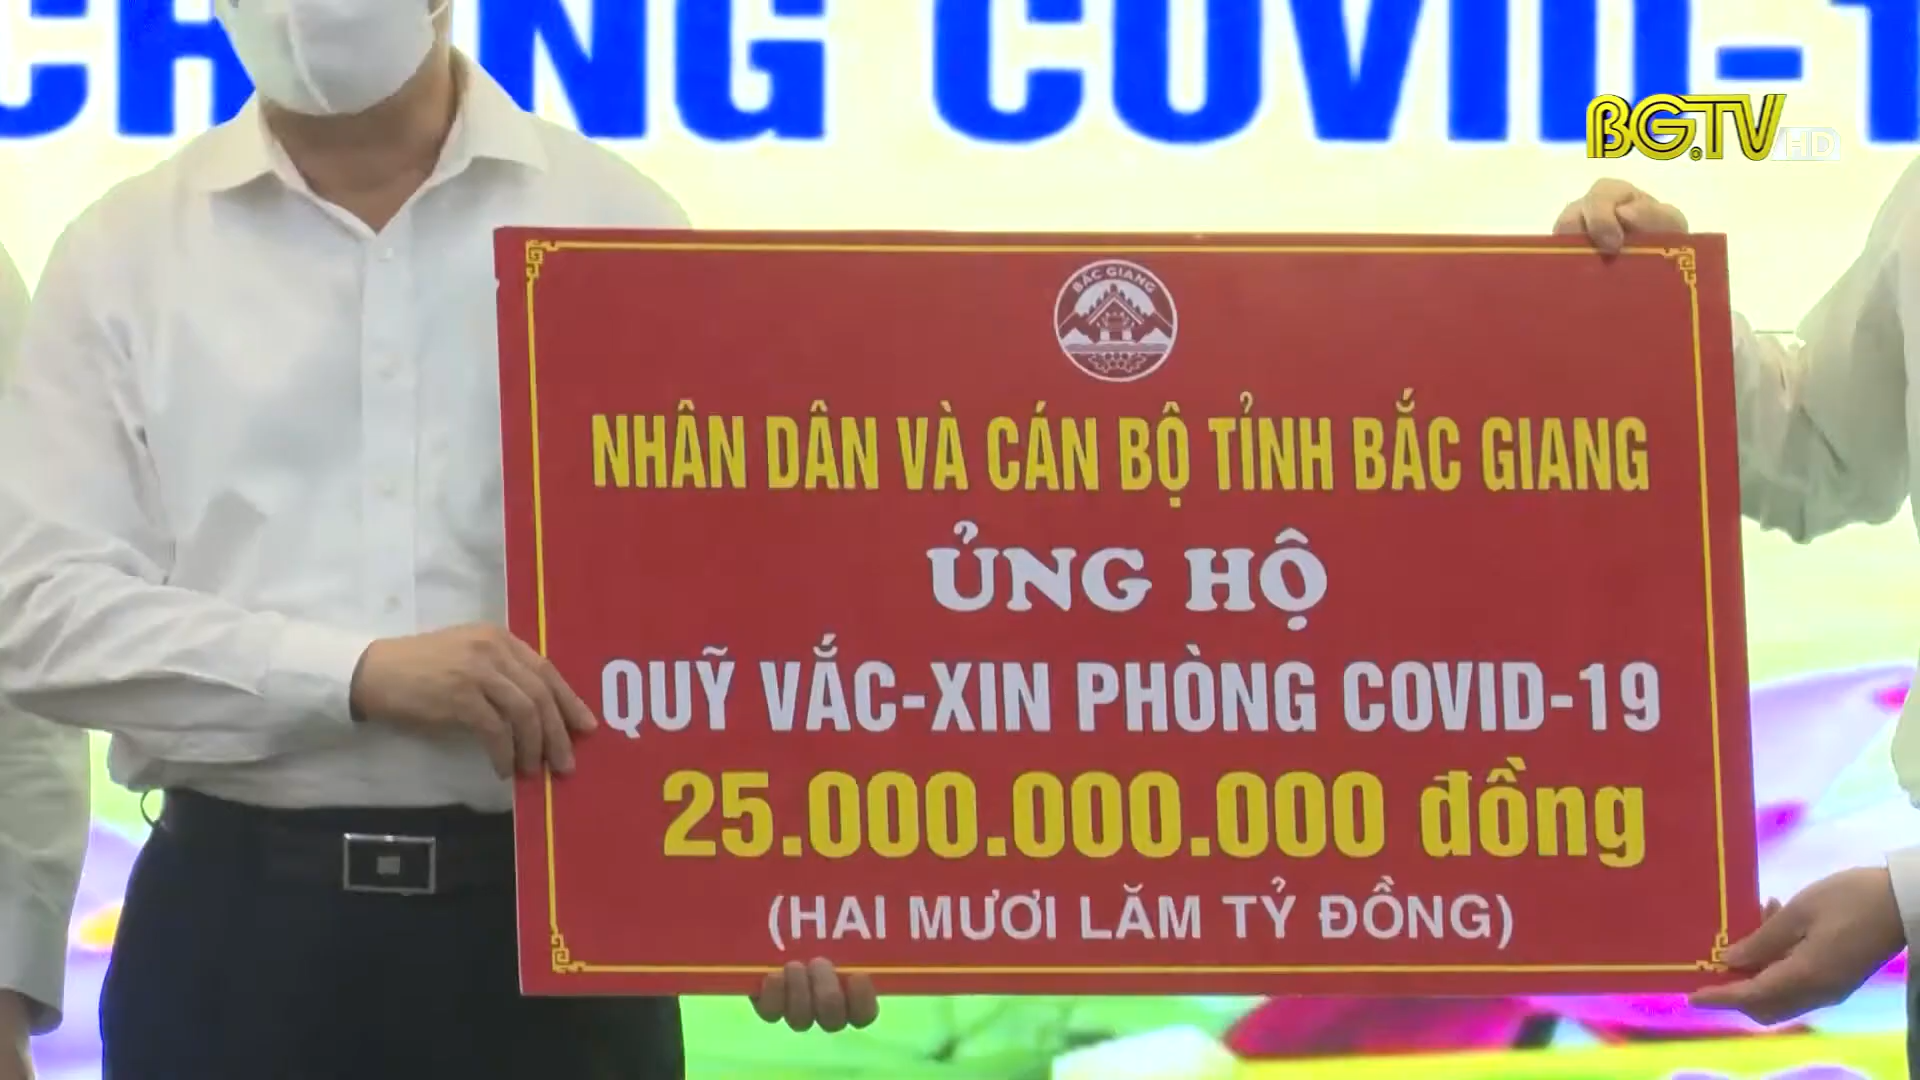 CHỐNG COVID-1
BG.TV HD
BẮC GIANG
NHÂN DÂN VÀ CÁN BỘ TỈNH BẮC GIANG
ỦNG HỘ
QUỸ VẮC-XIN PHÒNG COVID-19
25.000.000.000 đồng
(HAI MƯƠI LĂM TỶ ĐỒNG)